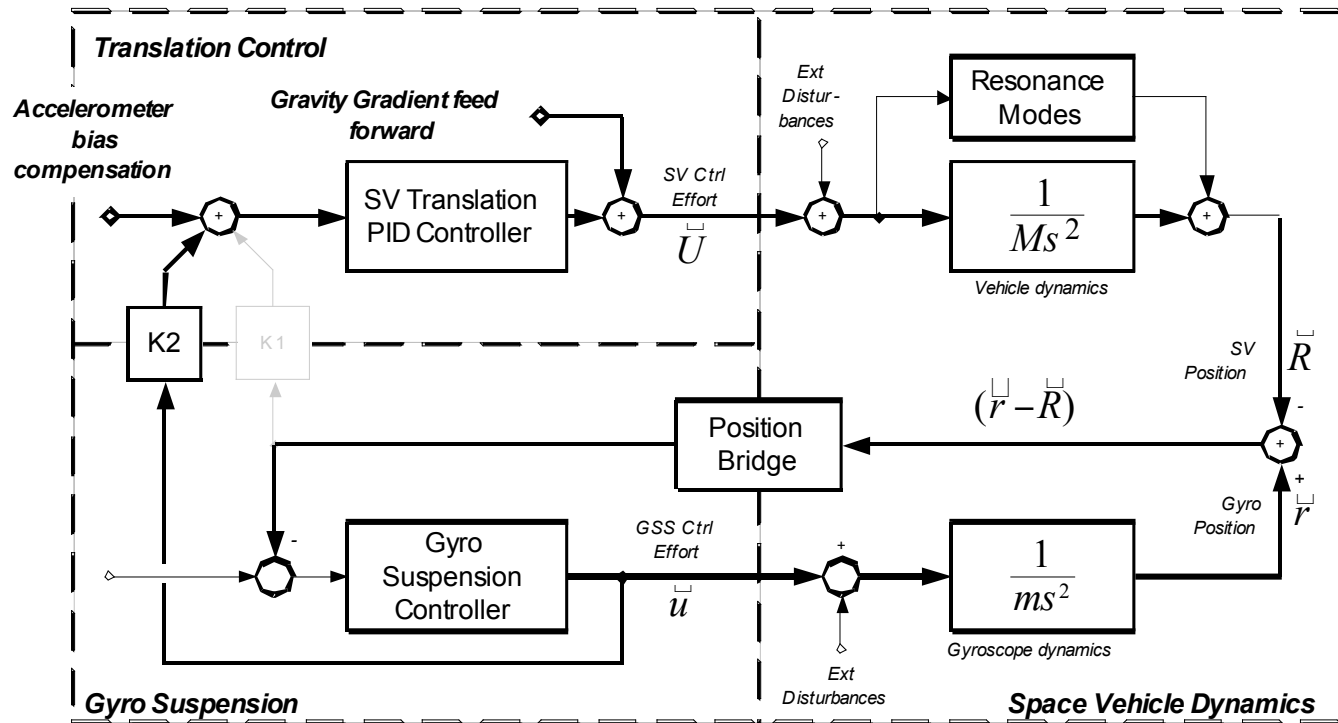 Translation Control
Accelerometer
bias
compensation
Gravity Gradient feed
forward
SV Translation
PID Controller
+
+
SV Ctrl
Effort
U
Ext
Distur-
bances
+
Resonance
Modes
1
Ms²
Vehicle dynamics
+
K2
K1
SV
Position
R
(r – R)
-
+
+
Position
Bridge
Gyro
Position
r
-
Gyro
Suspension
Controller
GSS Ctrl
Effort
u
+
1
ms²
Gyroscope dynamics
Ext
Disturbances
Gyro Suspension
Space Vehicle Dynamics